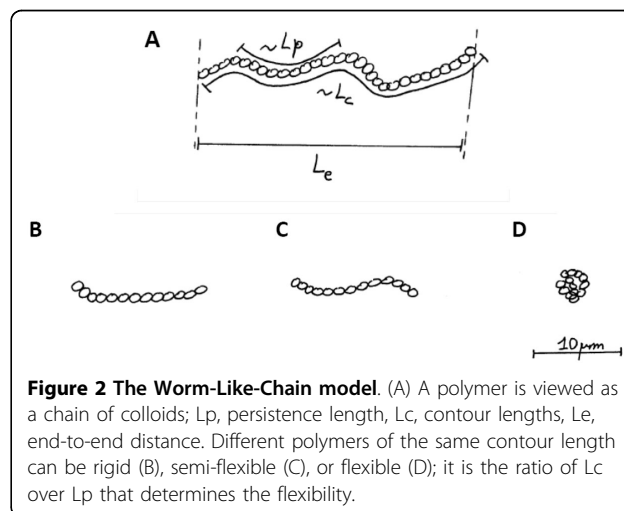 A
~Lp
~Lc
Le
B
C
D
10µm
Figure 2 The Worm-Like-Chain model. (A) A polymer is viewed as
a chain of colloids; Lp, persistence length, Lc, contour lengths, Le,
end-to-end distance. Different polymers of the same contour length
can be rigid (B), semi-flexible (C), or flexible (D); it is the ratio of Lc
over Lp that determines the flexibility.